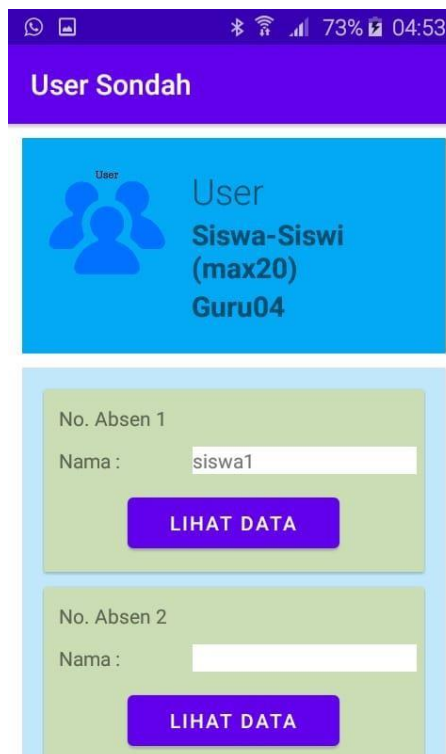 73% 04:53
User Sondah
User
User
Siswa-Siswi
(max20)
Guru04
No. Absen 1
Nama : siswa1
LIHAT DATA
No. Absen 2
Nama :
LIHAT DATA